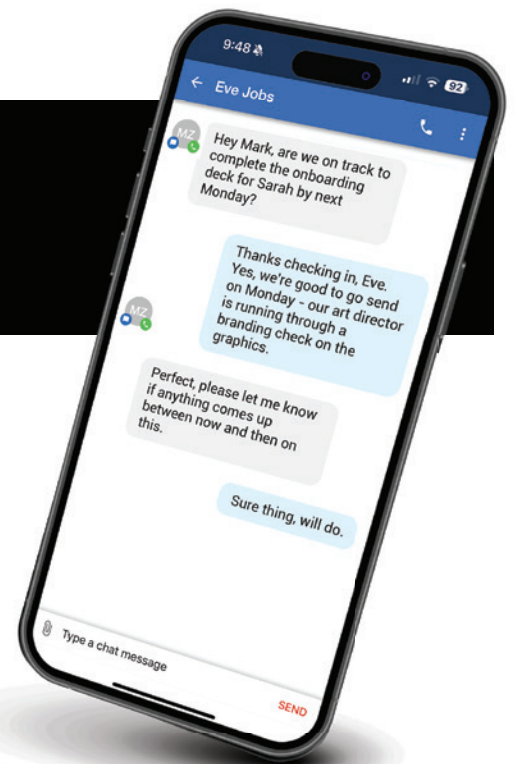 9:48
92
Eve Jobs
MZ
Hey Mark, are we on track to
complete the onboarding
deck for Sarah by next
Monday?
Thanks checking in, Eve.
Yes, we're good to go send
on Monday - our art director
is running through a
branding check on the
graphics.
MZ
Perfect, please let me know
if anything comes up
between now and then on
this.
Sure thing, will do.
Type a chat message
SEND